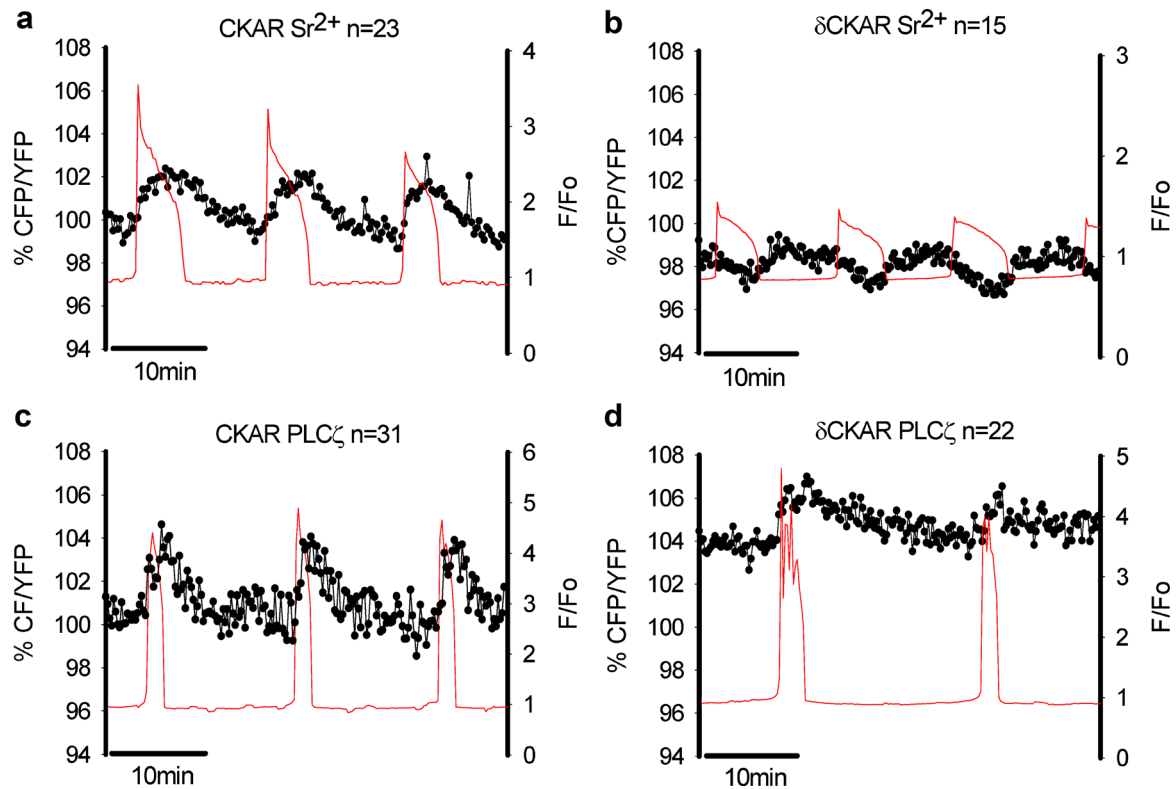 a
CKAR Sr2+ n=23
108
106
104
102
100
98
96
94
% CFP/YFP
4
3
2
1
0
F/Fo
10min
b
δCKAR Sr2+ n=15
108
106
104
102
100
98
96
94
%CFP/YFP
3
2
1
0
F/Fo
10min
c
CKAR PLCζ n=31
108
106
104
102
100
98
96
94
% CF/YFP
6
5
4
3
2
1
0
F/Fo
10min
d
δCKAR PLCζ n=22
108
106
104
102
100
98
96
94
% CFP/YFP
5
4
3
2
1
0
F/Fo
10min